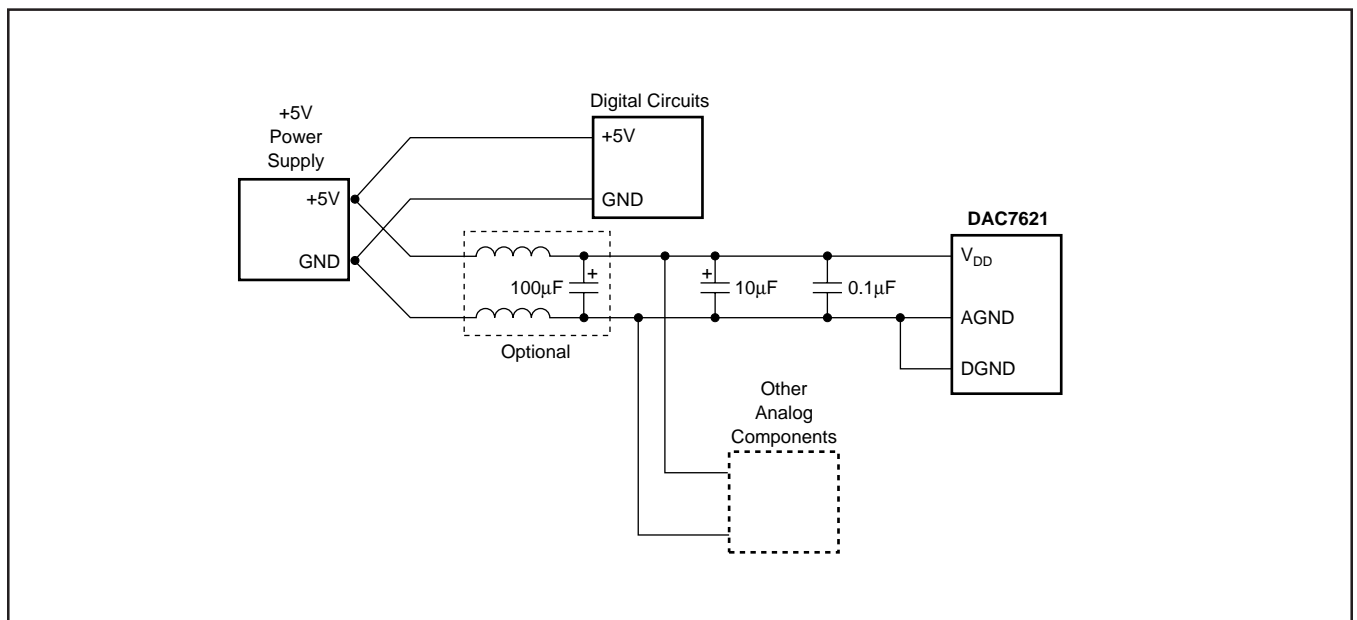 +5V
Power
Supply
+5V
GND
Digital Circuits
+5V
GND
100µF
+
Optional
+
10µF
0.1µF
DAC7621
VDD
AGND
DGND
Other
Analog
Components